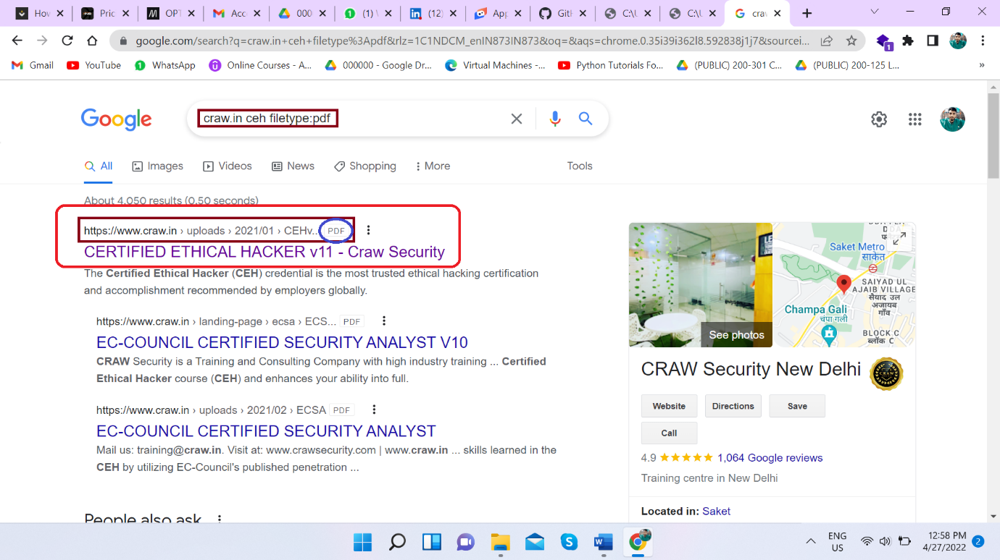 How
Pric
OPT
Acc
000
(1)
(12)
App
GitH
C:\U
C:\U
crav
google.com/search?q=craw.in+ceh+filetype%3Apdf&rlz=1C1NDCM_enIN873IN873&oq=&aqs=chrome.0.35i39i362l8.592838j1j7&sourcei...
1
Gmail
YouTube
WhatsApp
Online Courses - A...
000000 - Google Dr...
Virtual Machines -...
Python Tutorials Fo...
(PUBLIC) 200-301 C...
(PUBLIC) 200-125 I...
»
Google
craw.in ceh filetype:pdf
All
Images
Videos
News
Shopping
More
Tools
About 4,050 results (0.50 seconds)
https://www.craw.in › uploads › 2021/01 › CEHv... PDF
CERTIFIED ETHICAL HACKER v11 - Craw Security
The Certified Ethical Hacker (CEH) credential is the most trusted ethical hacking certification
and accomplishment recommended by employers globally.
https://www.craw.in › landing-page › ecsa › ECS... PDF
EC-COUNCIL CERTIFIED SECURITY ANALYST V10
CRAW Security is a Training and Consulting Company with high industry training ... Certified
Ethical Hacker course (CEH) and enhances your ability into full.
https://www.craw.in › uploads › 2021/02 › ECSA PDF
EC-COUNCIL CERTIFIED SECURITY ANALYST
Mail us: training@craw.in. Visit at: www.crawsecurity.com | www.craw.in ... skills learned in the
CEH by utilizing EC-Council's published penetration ...
People also ask
See photos
Saket Metro
साकेत
SAIYAD UL
AJAIB VILLAGE
सैयद उल
अजायब
गाँव
Champa Gali
चंपा गली
BLOCK C
ब्लॉक C
CRAW Security New Delhi
CRAW
Website
Directions
Save
Call
4.9
1,064 Google reviews
Training centre in New Delhi
Located in: Saket
ENG
US
12:58 PM
4/27/2022
2